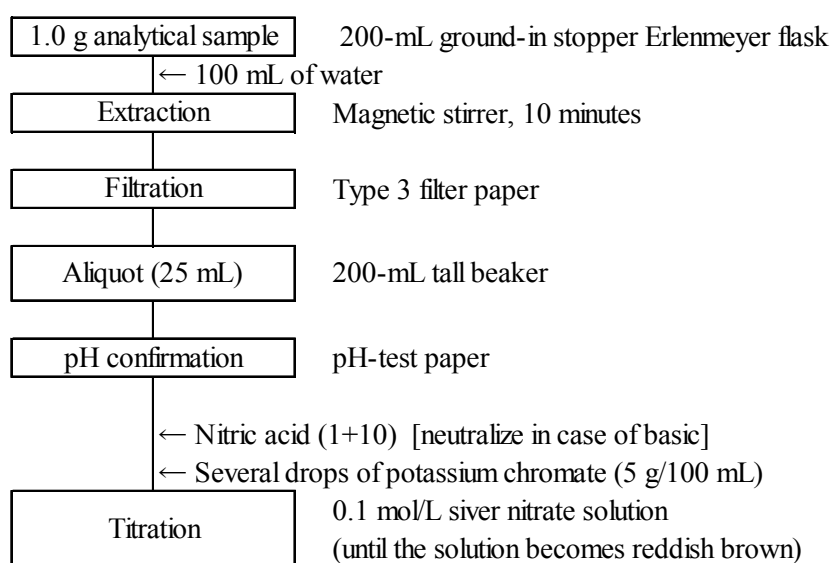 1.0 g analytical sample 200-mL ground-in stopper Erlenmeyer flask
← 100 mL of water
Extraction Magnetic stirrer, 10 minutes
Filtration Type 3 filter paper
Aliquot (25 mL) 200-mL tall beaker
pH confirmation pH-test paper
← Nitric acid (1+10) [neutralize in case of basic]
← Several drops of potassium chromate (5 g/100 mL)
Titration 0.1 mol/L siver nitrate solution
(until the solution becomes reddish brown)